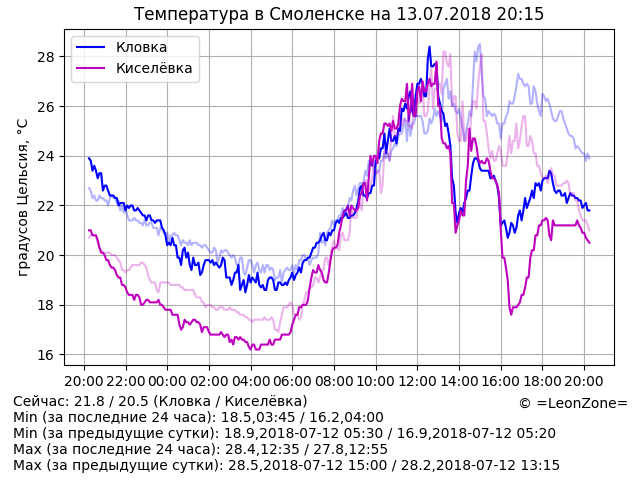 Температура в Смоленске на 13.07.2018 20:15
Кловка
Киселёвка
градусов Цельсия, °C
28
26
24
22
20
18
16
20:00 22:00 00:00 02:00 04:00 06:00 08:00 10:00 12:00 14:00 16:00 18:00 20:00
Сейчас: 21.8 / 20.5 (Кловка / Киселёвка)
© =LeonZone=
Min (за последние 24 часа): 18.5,03:45 / 16.2,04:00
Min (за предыдущие сутки): 18.9,2018-07-12 05:30 / 16.9,2018-07-12 05:20
Max (за последние 24 часа): 28.4,12:35 / 27.8,12:55
Max (за предыдущие сутки): 28.5,2018-07-12 15:00 / 28.2,2018-07-12 13:15